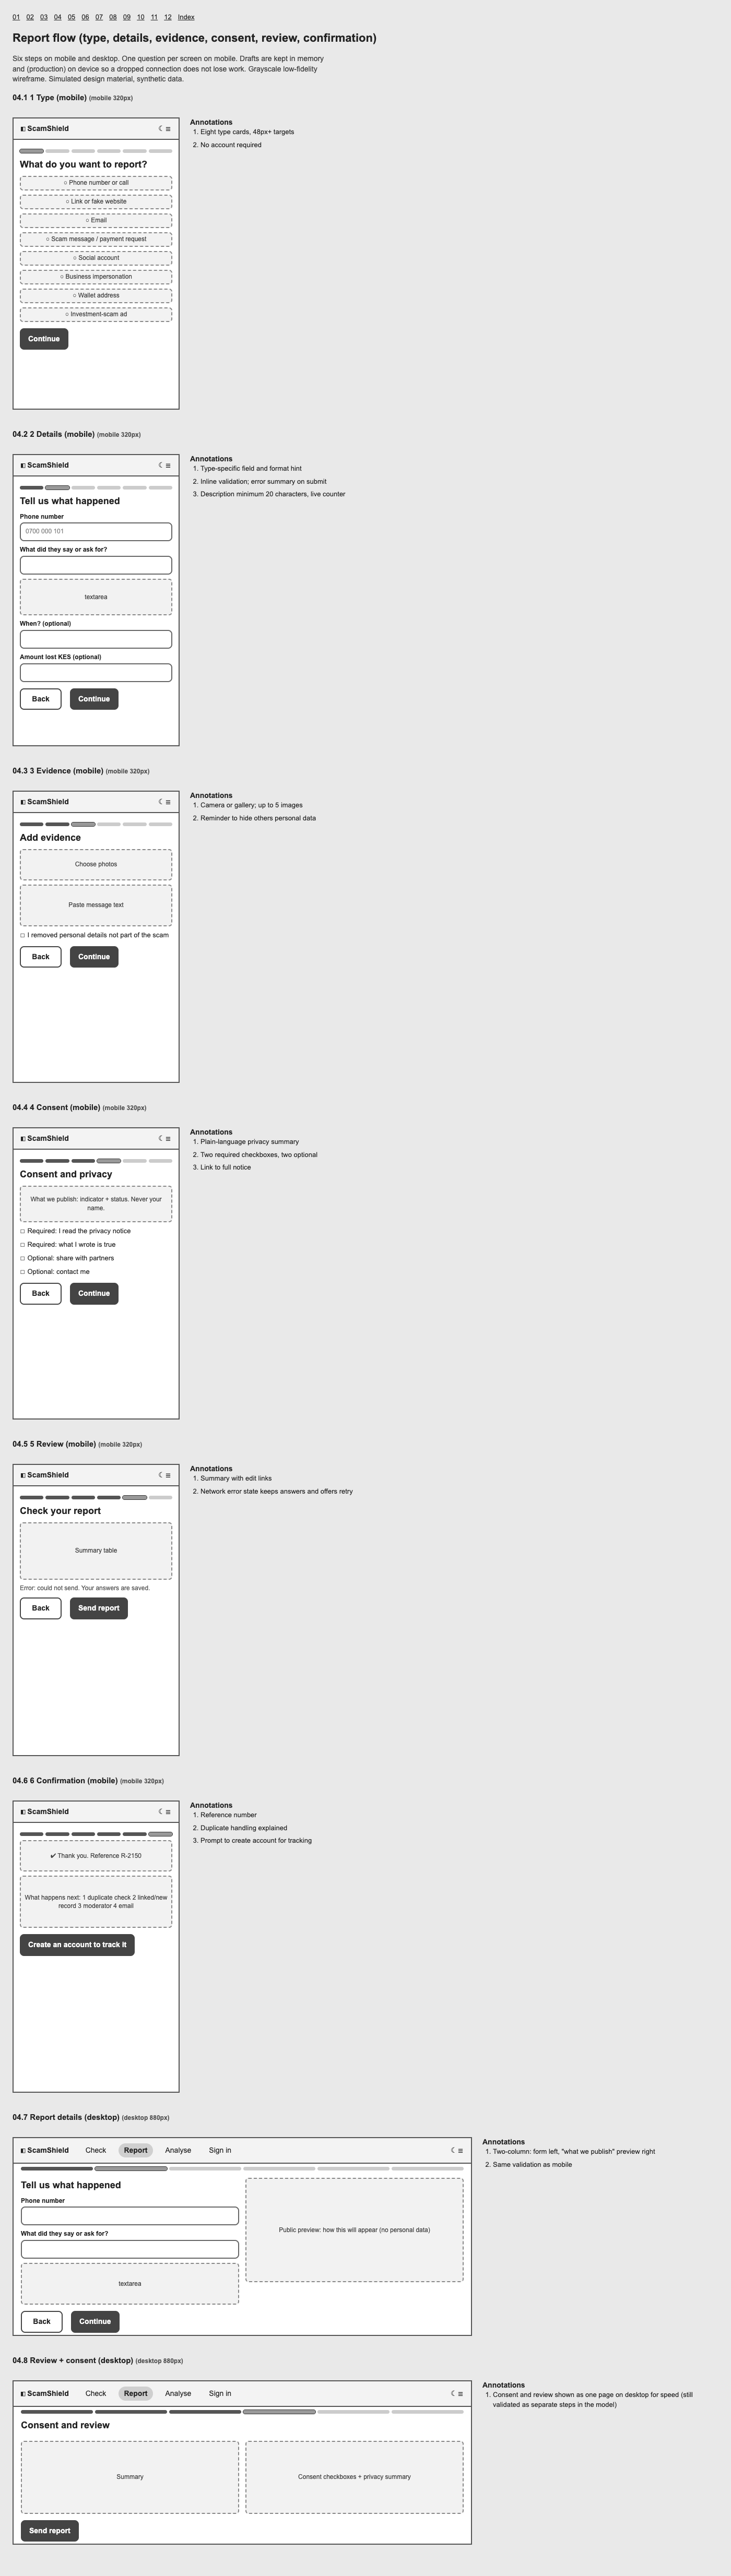 01 02 03 04 05 06 07 08 09 10 11 12 Index
Report flow (type, details, evidence, consent, review, confirmation)
Six steps on mobile and desktop. One question per screen on mobile. Drafts are kept in memory
and (production) on device so a dropped connection does not lose work. Grayscale low-fidelity
wireframe. Simulated design material, synthetic data.
04.1 1 Type (mobile) (mobile 320px)
ScamShield
What do you want to report?
Phone number or call
Link or fake website
Email
Scam message / payment request
Social account
Business impersonation
Wallet address
Investment-scam ad
Continue
Annotations
1. Eight type cards, 48px+ targets
2. No account required
04.2 2 Details (mobile) (mobile 320px)
ScamShield
Tell us what happened
Phone number
0700 000 101
What did they say or ask for?
textarea
When? (optional)
Amount lost KES (optional)
Back Continue
Annotations
1. Type-specific field and format hint
2. Inline validation; error summary on submit
3. Description minimum 20 characters, live counter
04.3 3 Evidence (mobile) (mobile 320px)
ScamShield
Add evidence
Choose photos
Paste message text
I removed personal details not part of the scam
Back Continue
Annotations
1. Camera or gallery; up to 5 images
2. Reminder to hide others personal data
04.4 4 Consent (mobile) (mobile 320px)
ScamShield
Consent and privacy
What we publish: indicator + status. Never your
name.
Required: I read the privacy notice
Required: what I wrote is true
Optional: share with partners
Optional: contact me
Back Continue
Annotations
1. Plain-language privacy summary
2. Two required checkboxes, two optional
3. Link to full notice
04.5 5 Review (mobile) (mobile 320px)
ScamShield
Check your report
Summary table
Error: could not send. Your answers are saved.
Back Send report
Annotations
1. Summary with edit links
2. Network error state keeps answers and offers retry
04.6 6 Confirmation (mobile) (mobile 320px)
ScamShield
✔ Thank you. Reference R-2150
What happens next: 1 duplicate check 2 linked/new
record 3 moderator 4 email
Create an account to track it
Annotations
1. Reference number
2. Duplicate handling explained
3. Prompt to create account for tracking
04.7 Report details (desktop) (desktop 880px)
ScamShield Check Report Analyse Sign in
Tell us what happened
Phone number
What did they say or ask for?
textarea
Back Continue
Public preview: how this will appear (no personal data)
Annotations
1. Two-column: form left, "what we publish" preview right
2. Same validation as mobile
04.8 Review + consent (desktop) (desktop 880px)
ScamShield Check Report Analyse Sign in
Consent and review
Summary
Consent checkboxes + privacy summary
Send report
Annotations
1. Consent and review shown as one page on desktop for speed (still
validated as separate steps in the model)